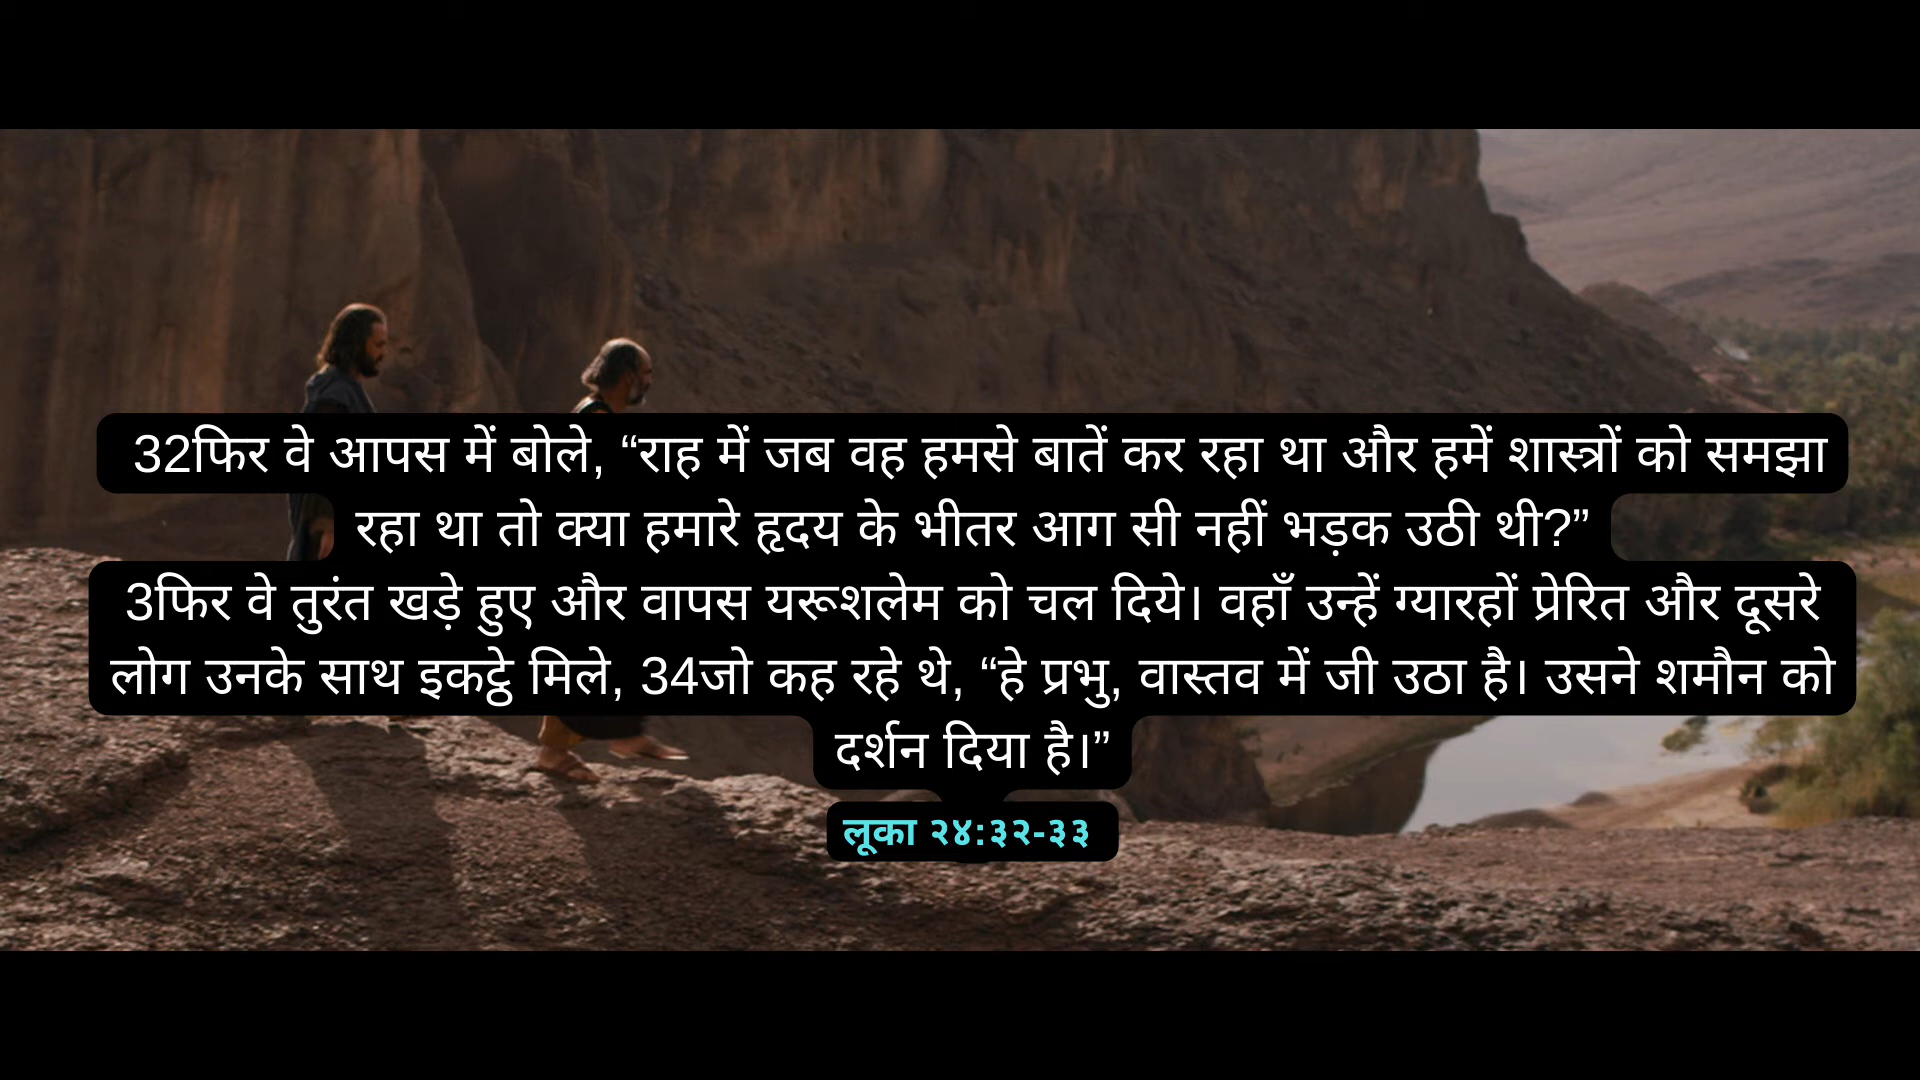 32फिर वे आपस में बोले, “राह में जब वह हमसे बातें कर रहा था और हमें शास्त्रों को समझा
रहा था तो क्या हमारे हृदय के भीतर आग सी नहीं भड़क उठी थी?”
3फिर वे तुरंत खड़े हुए और वापस यरूशलेम को चल दिये। वहाँ उन्हें ग्यारहों प्रेरित और दूसरे
लोग उनके साथ इकट्ठे मिले, 34जो कह रहे थे, “हे प्रभु, वास्तव में जी उठा है। उसने शमौन को
दर्शन दिया है।”
लूका २४:३२-३३